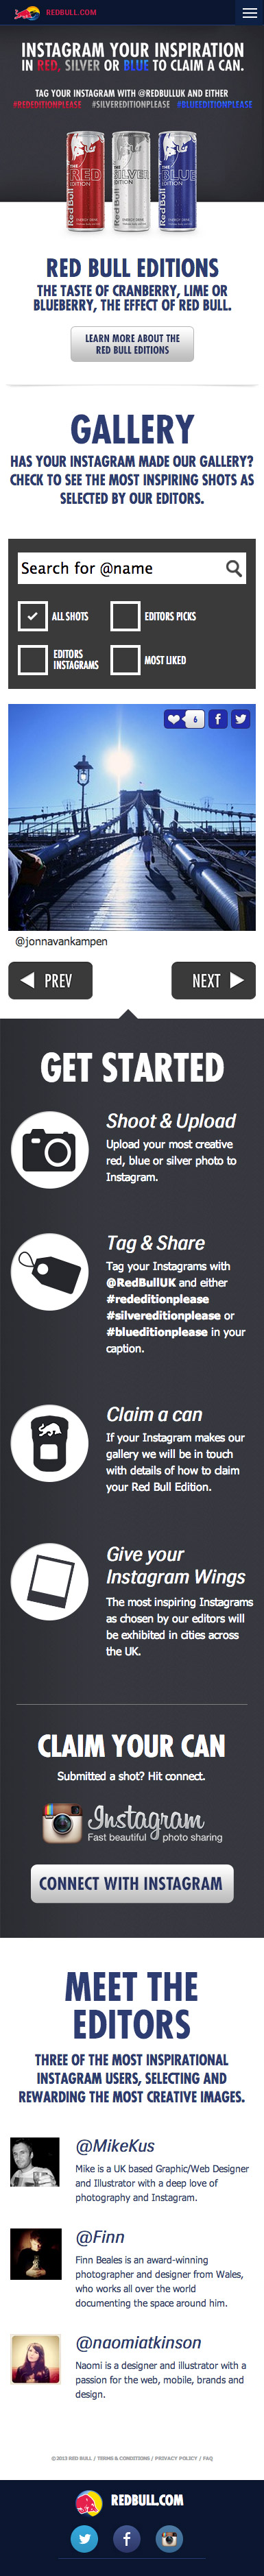 REDBULL.COM
INSTAGRAM YOUR INSPIRATION
IN RED, SILVER OR BLUE TO CLAIM A CAN.
TAG YOUR INSTAGRAM WITH @REDBULLUK AND EITHER
#REDEDITIONPLEASE #SILVEREDITIONPLEASE #BLUEEDITIONPLEASE
THE RED EDITION
Red Bull
THE SILVER EDITION
Red Bull
THE BLUE EDITION
Red Bull
RED BULL EDITIONS
THE TASTE OF CRANBERRY, LIME OR
BLUEBERRY, THE EFFECT OF RED BULL.
LEARN MORE ABOUT THE
RED BULL EDITIONS
GALLERY
HAS YOUR INSTAGRAM MADE OUR GALLERY?
CHECK TO SEE THE MOST INSPIRING SHOTS AS
SELECTED BY OUR EDITORS.
Search for @name
ALL SHOTS
EDITORS PICKS
EDITORS
INSTAGRAMS
MOST LIKED
6
@jonnavankampen
PREV
NEXT
GET STARTED
Shoot & Upload
Upload your most creative
red, blue or silver photo to
Instagram.
Tag & Share
Tag your Instagrams with
@RedBullUK and either
#rededitionplease
#silvereditionplease or
#blueditionplease in your
caption.
Claim a can
If your Instagram makes our
gallery we will be in touch
with details of how to claim
your Red Bull Edition.
Give your
Instagram Wings
The most inspiring Instagrams
as chosen by our editors will
be exhibited in cities across
the UK.
CLAIM YOUR CAN
Submitted a shot? Hit connect.
Instagram
Fast beautiful photo sharing
CONNECT WITH INSTAGRAM
MEET THE
EDITORS
THREE OF THE MOST INSPIRATIONAL
INSTAGRAM USERS, SELECTING AND
REWARDING THE MOST CREATIVE IMAGES.
@MikeKus
Mike is a UK based Graphic/Web Designer
and Illustrator with a deep love of
photography and Instagram.
@Finn
Finn Beales is an award-winning
photographer and designer from Wales,
who works all over the world
documenting the space around him.
@naomiatkinson
Naomi is a designer and illustrator with a
passion for the web, mobile, brands and
design.
©2013 RED BULL / TERMS & CONDITIONS / PRIVACY POLICY / FAQ
REDBULL.COM